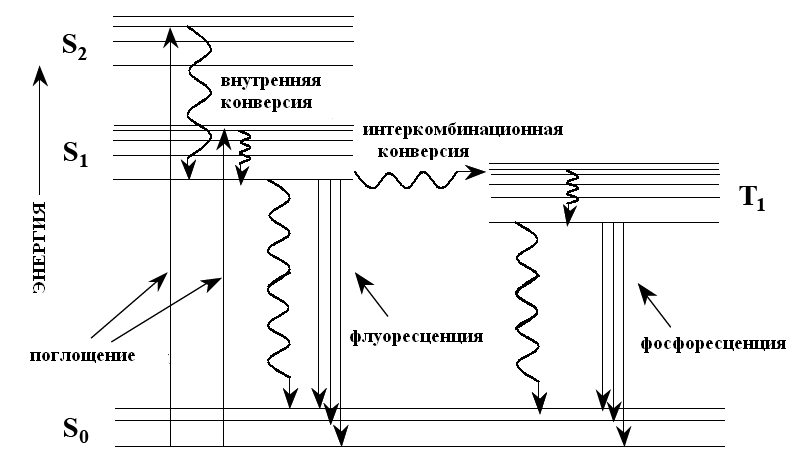 S2
внутренняя
конверсия
S1
интеркомбинационная
конверсия
T1
ЭНЕРГИЯ
поглощение
флуоресценция
фосфоресценция
S0